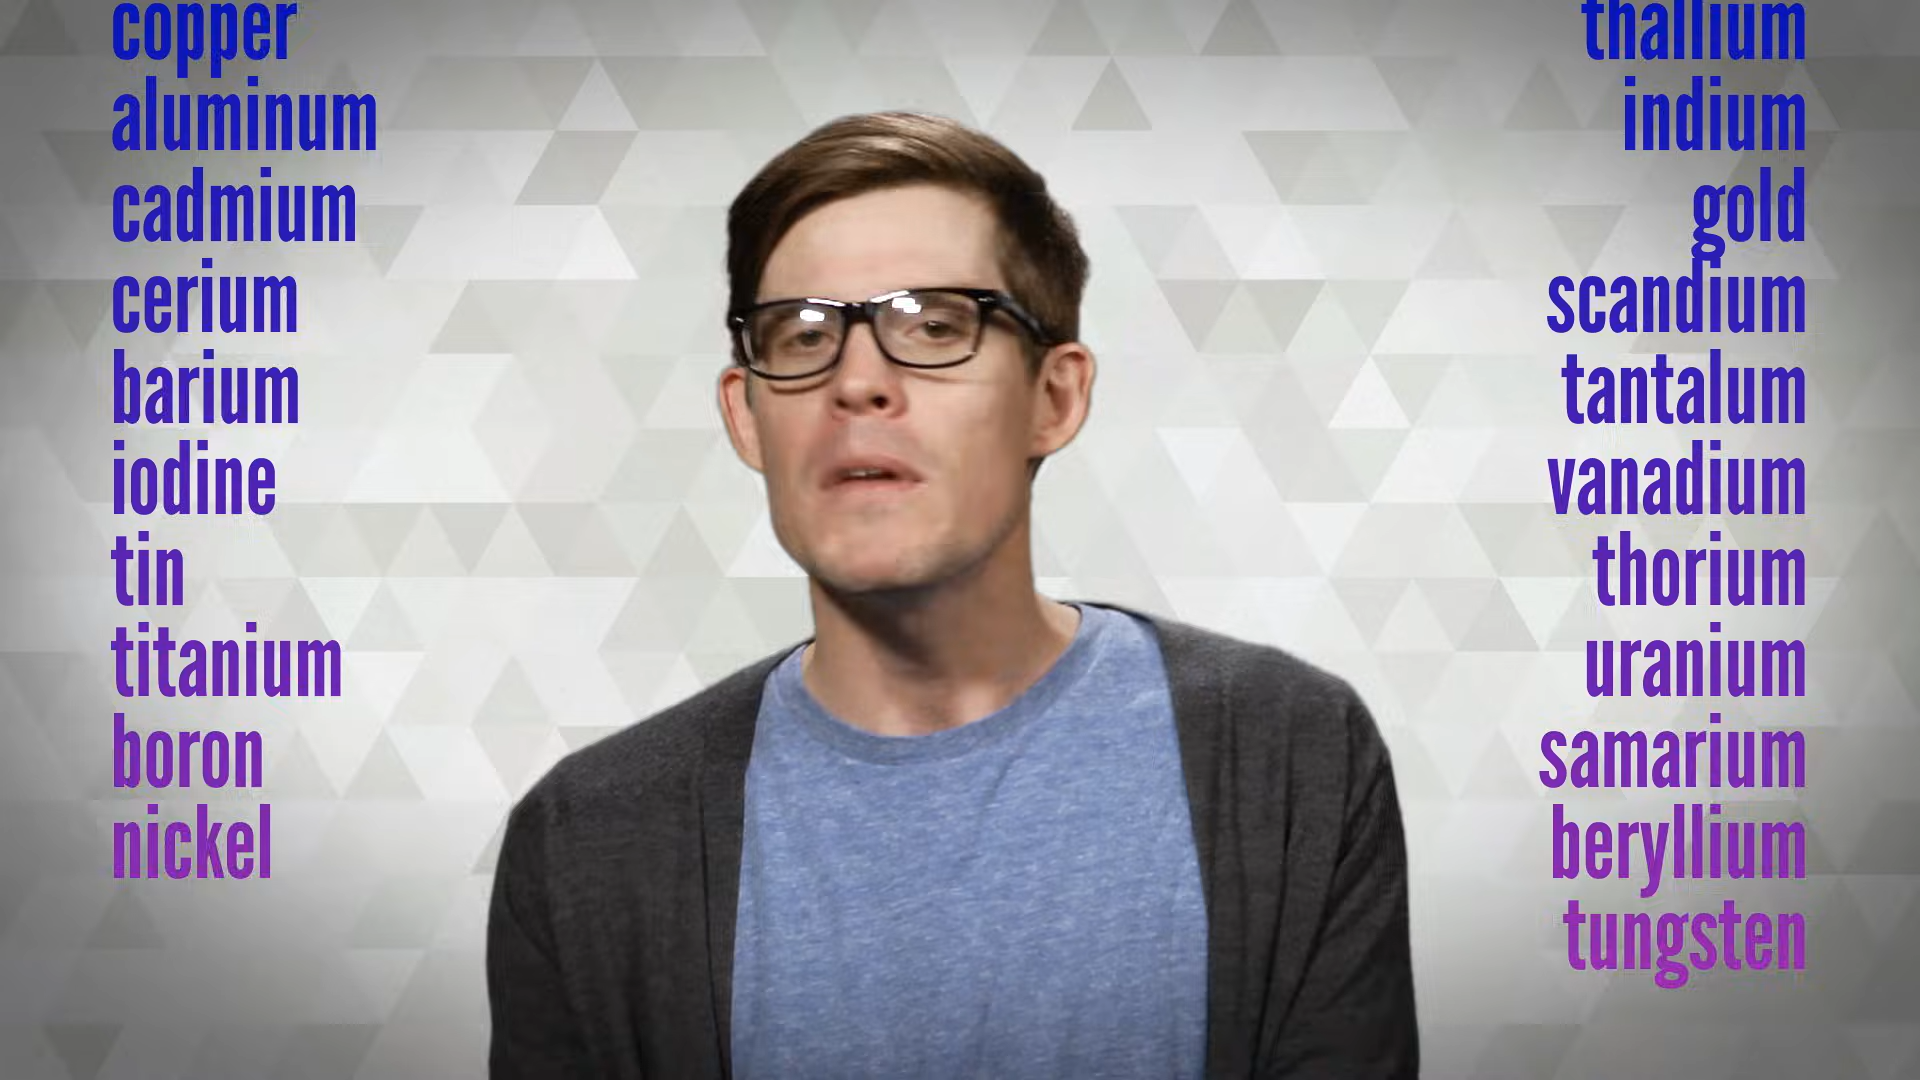 copper
aluminum
cadmium
cerium
barium
iodine
tin
titanium
boron
nickel
thallium
indium
gold
scandium
tantalum
vanadium
thorium
uranium
samarium
beryllium
tungsten